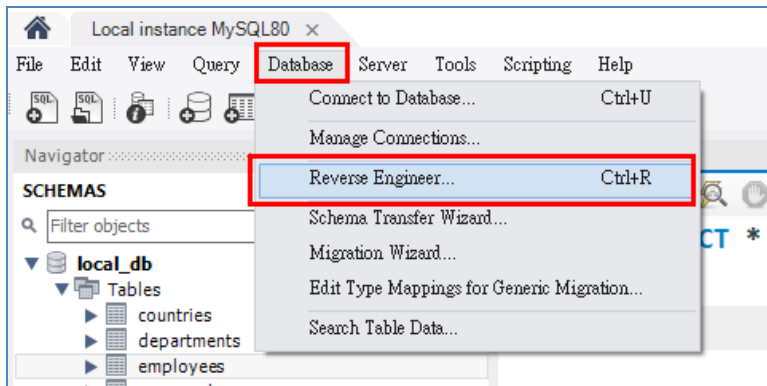 Local instance MySQL80 ×
File Edit View Query Database Server Tools Scripting Help
SQL SQL
Connect to Database... Ctrl+U
Manage Connections...
Navigator
Reverse Engineer... Ctrl+R
SCHEMAS
Schema Transfer Wizard...
Filter objects
CT *
Migration Wizard...
local_db
Tables
Edit Type Mappings for Generic Migration...
countries
Search Table Data...
departments
employees